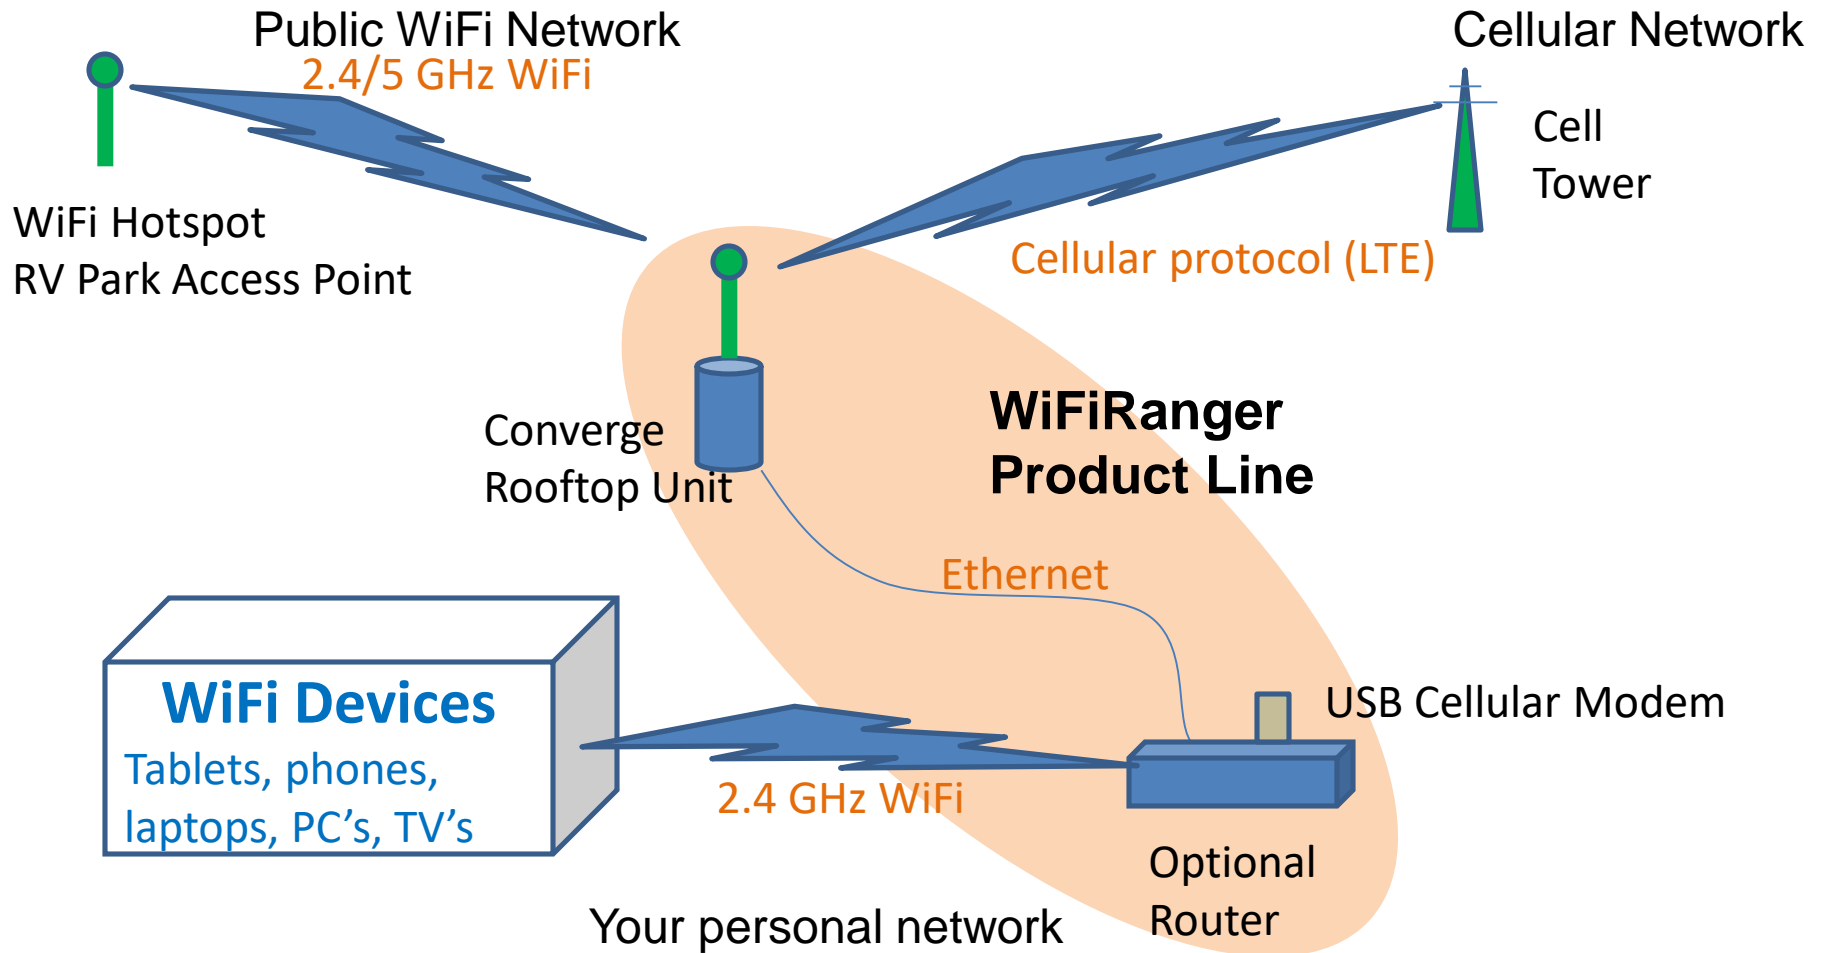 Public WiFi Network
2.4/5 GHz WiFi
Cellular Network
Cell
Tower
WiFi Hotspot
RV Park Access Point
Cellular protocol (LTE)
Converge
Rooftop Unit
WiFiRanger
Product Line
Ethernet
WiFi Devices
Tablets, phones,
laptops, PC’s, TV’s
2.4 GHz WiFi
USB Cellular Modem
Optional
Router
Your personal network